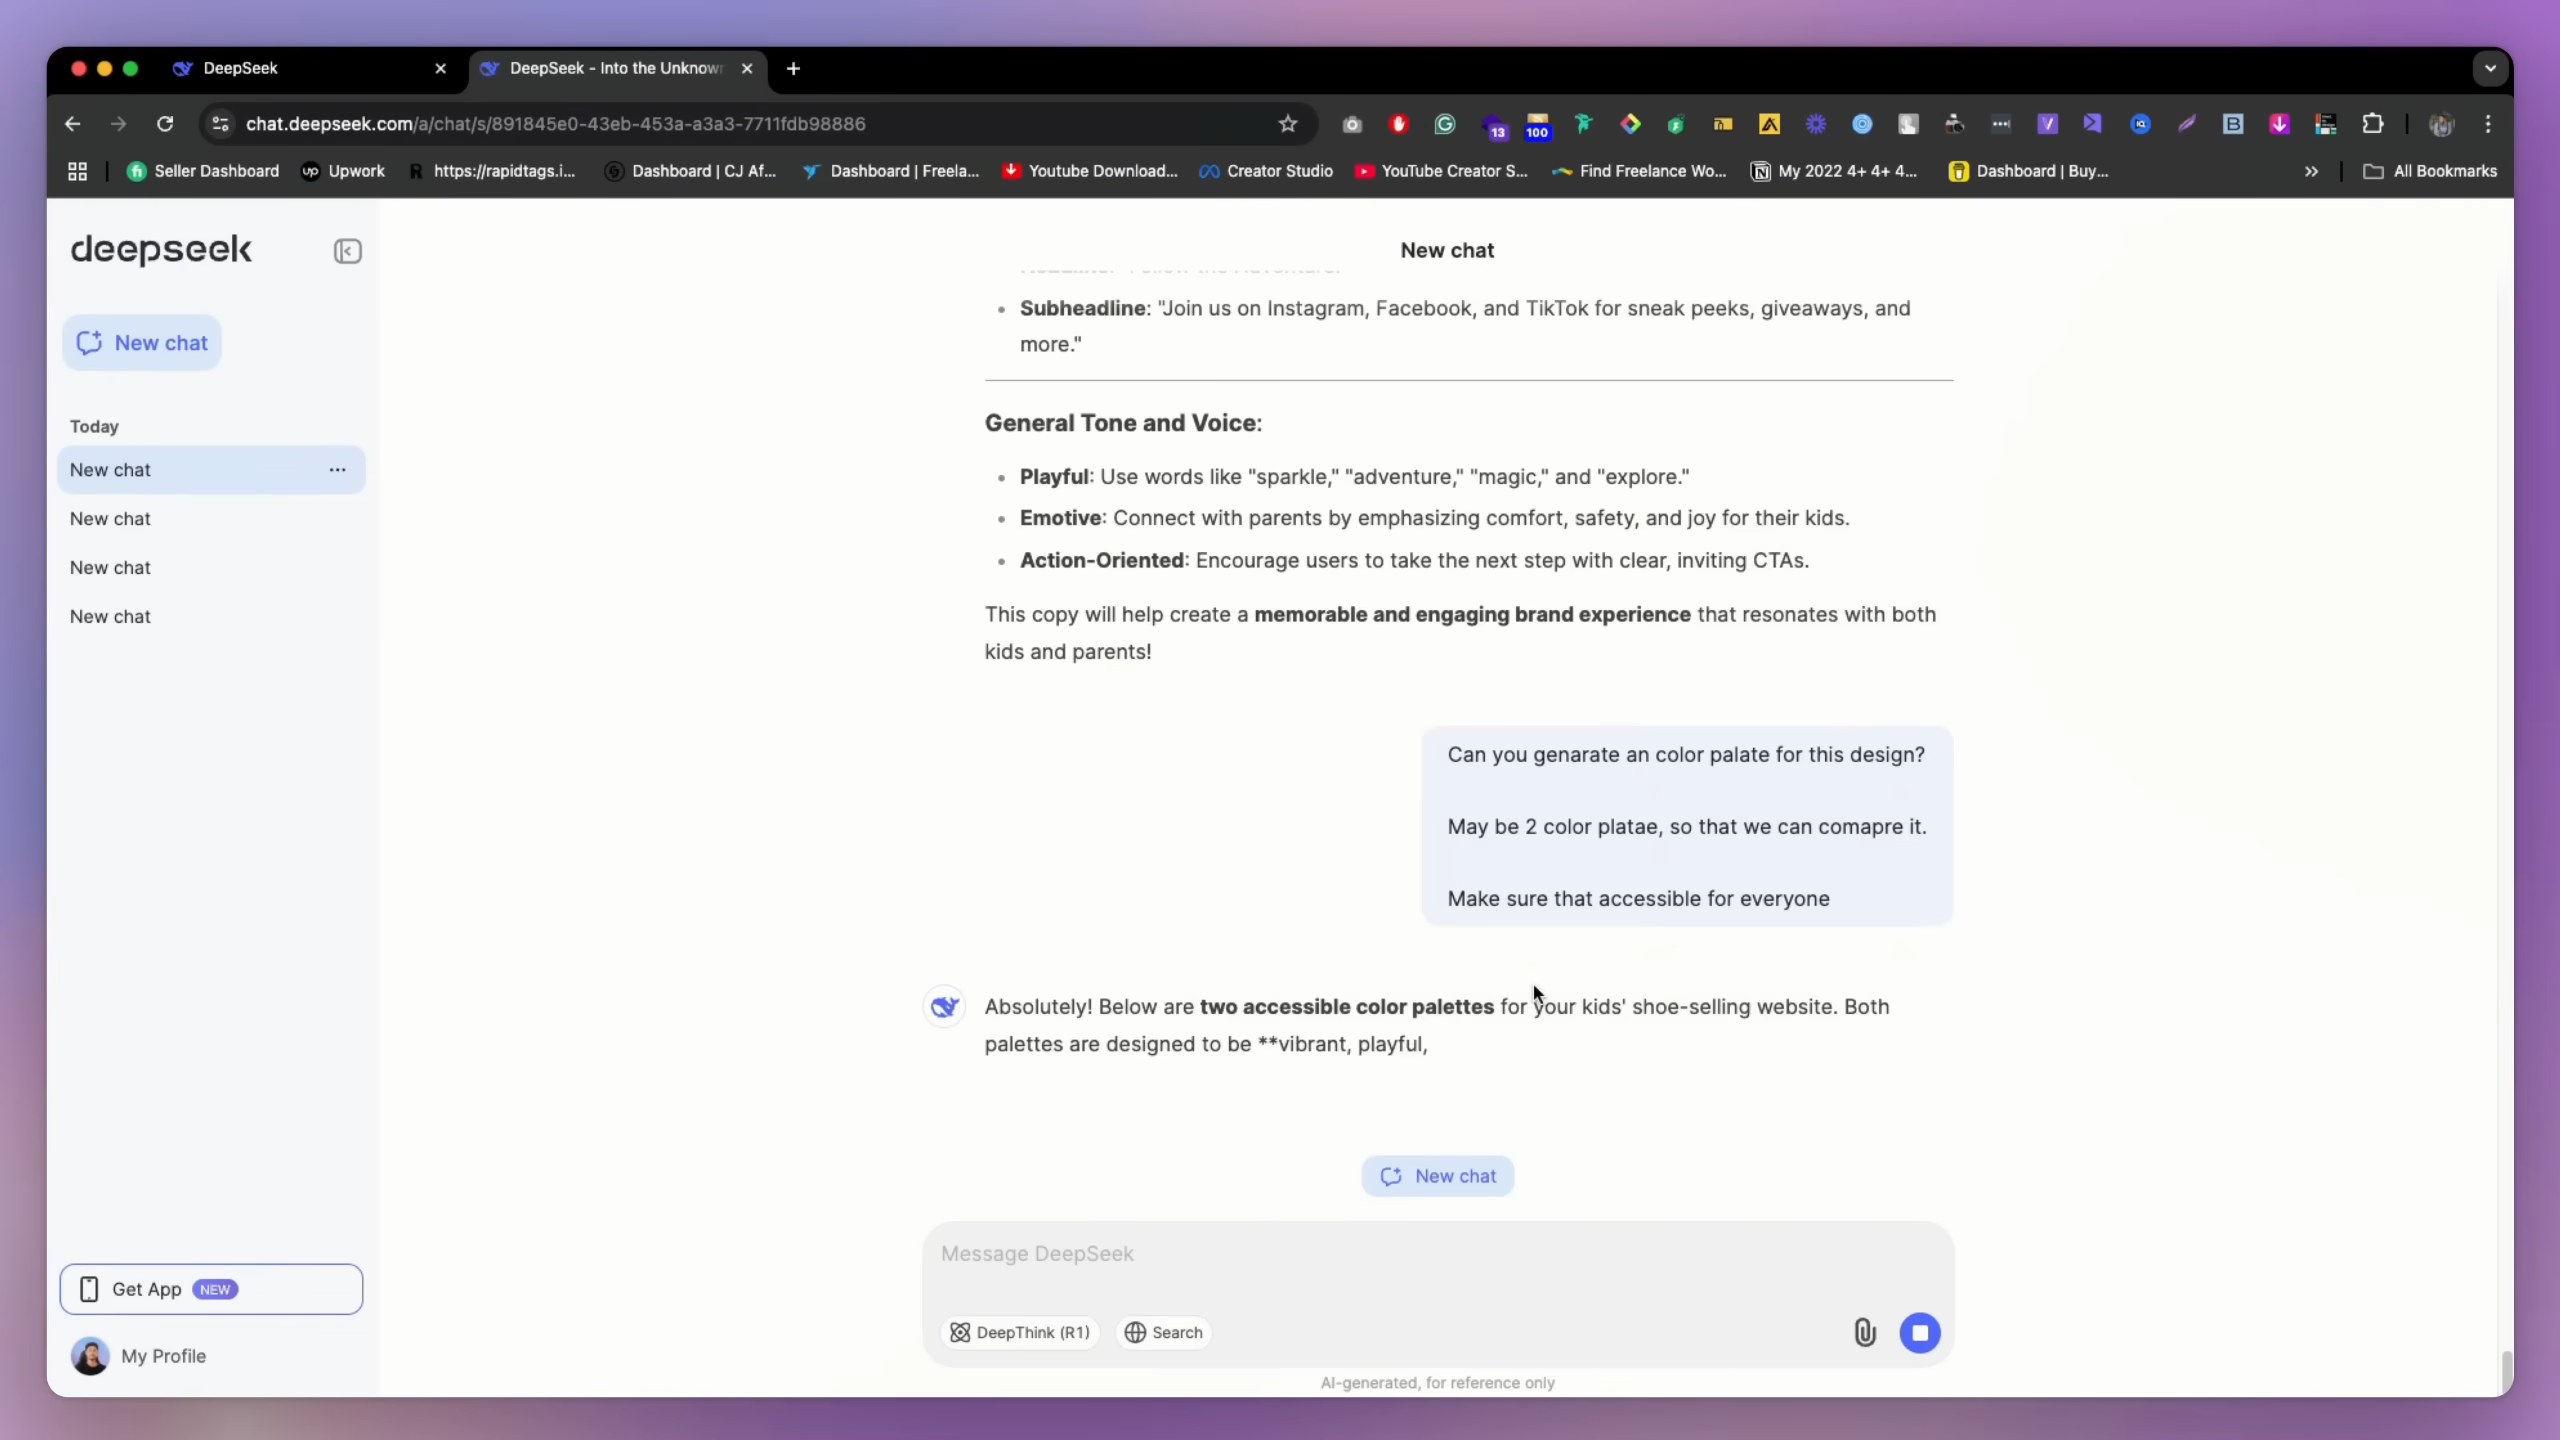 DeepSeek
DeepSeek - Into the Unknow
chat.deepseek.com/a/chat/s/891845e0-43eb-453a-a3a3-7711fdb98886
13
100
Seller Dashboard
up Upwork
R https://rapidtags.i...
Dashboard | CJ Af...
Dashboard | Freela...
Youtube Download...
Creator Studio
YouTube Creator S...
Find Freelance Wo...
My 2022 4+ 4+ 4...
Dashboard | Buy...
All Bookmarks
deepseek
New chat
Today
New chat
New chat
New chat
New chat
Get App NEW
My Profile
New chat
Subheadline: "Join us on Instagram, Facebook, and TikTok for sneak peeks, giveaways, and
more."
General Tone and Voice:
Playful: Use words like "sparkle," "adventure," "magic," and "explore."
Emotive: Connect with parents by emphasizing comfort, safety, and joy for their kids.
Action-Oriented: Encourage users to take the next step with clear, inviting CTAs.
This copy will help create a memorable and engaging brand experience that resonates with both
kids and parents!
Can you genarate an color palate for this design?
May be 2 color platae, so that we can comapre it.
Make sure that accessible for everyone
Absolutely! Below are two accessible color palettes for your kids' shoe-selling website. Both
palettes are designed to be **vibrant, playful,
New chat
Message DeepSeek
DeepThink (R1)
Search
AI-generated, for reference only